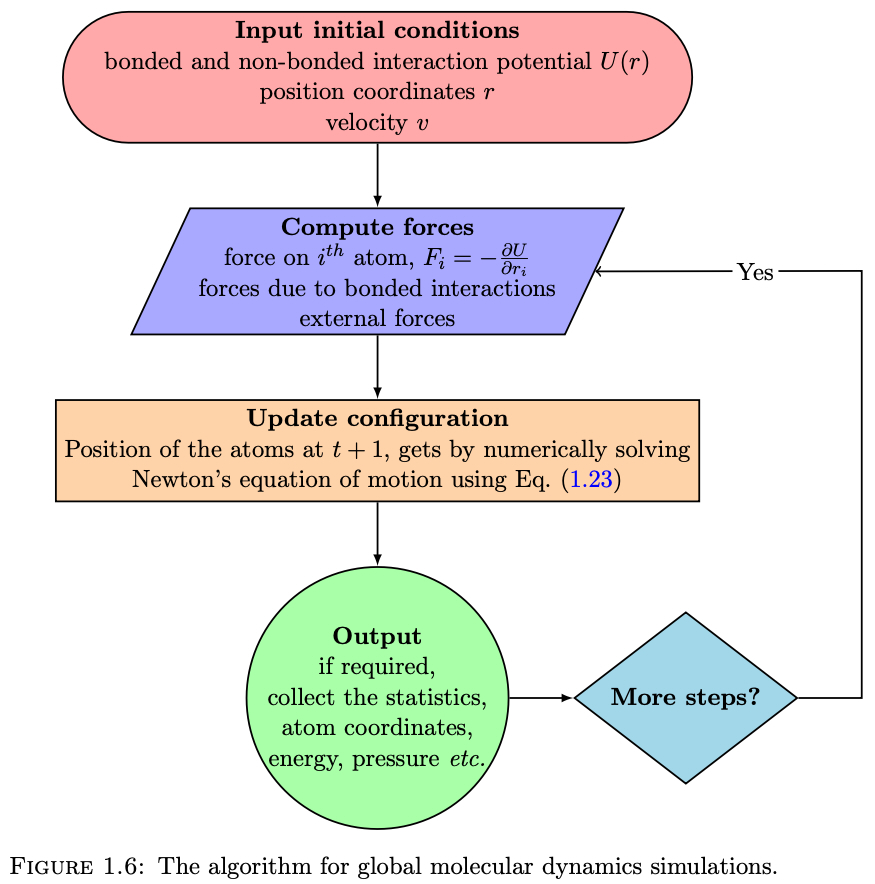 Input initial conditions
bonded and non-bonded interaction potential U(r)
position coordinates r
velocity v
Compute forces
force on i^{th} atom, F_i = −\frac{∂U}{∂r_i}
forces due to bonded interactions
external forces
Yes
Update configuration
Position of the atoms at t + 1, gets by numerically solving
Newton's equation of motion using Eq. (1.23)
Output
if required,
collect the statistics,
atom coordinates,
energy, pressure etc.
More steps?
FIGURE 1.6: The algorithm for global molecular dynamics simulations.